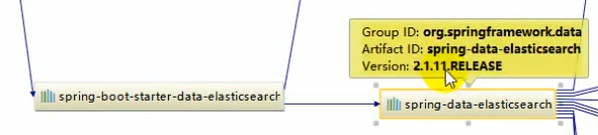 Group ID: org.springframework.data
Artifact ID: spring-data-elasticsearch
Version: 2.1.11.RELEASE
spring-boot-starter-data-elasticsearch
spring-data-elasticsearch